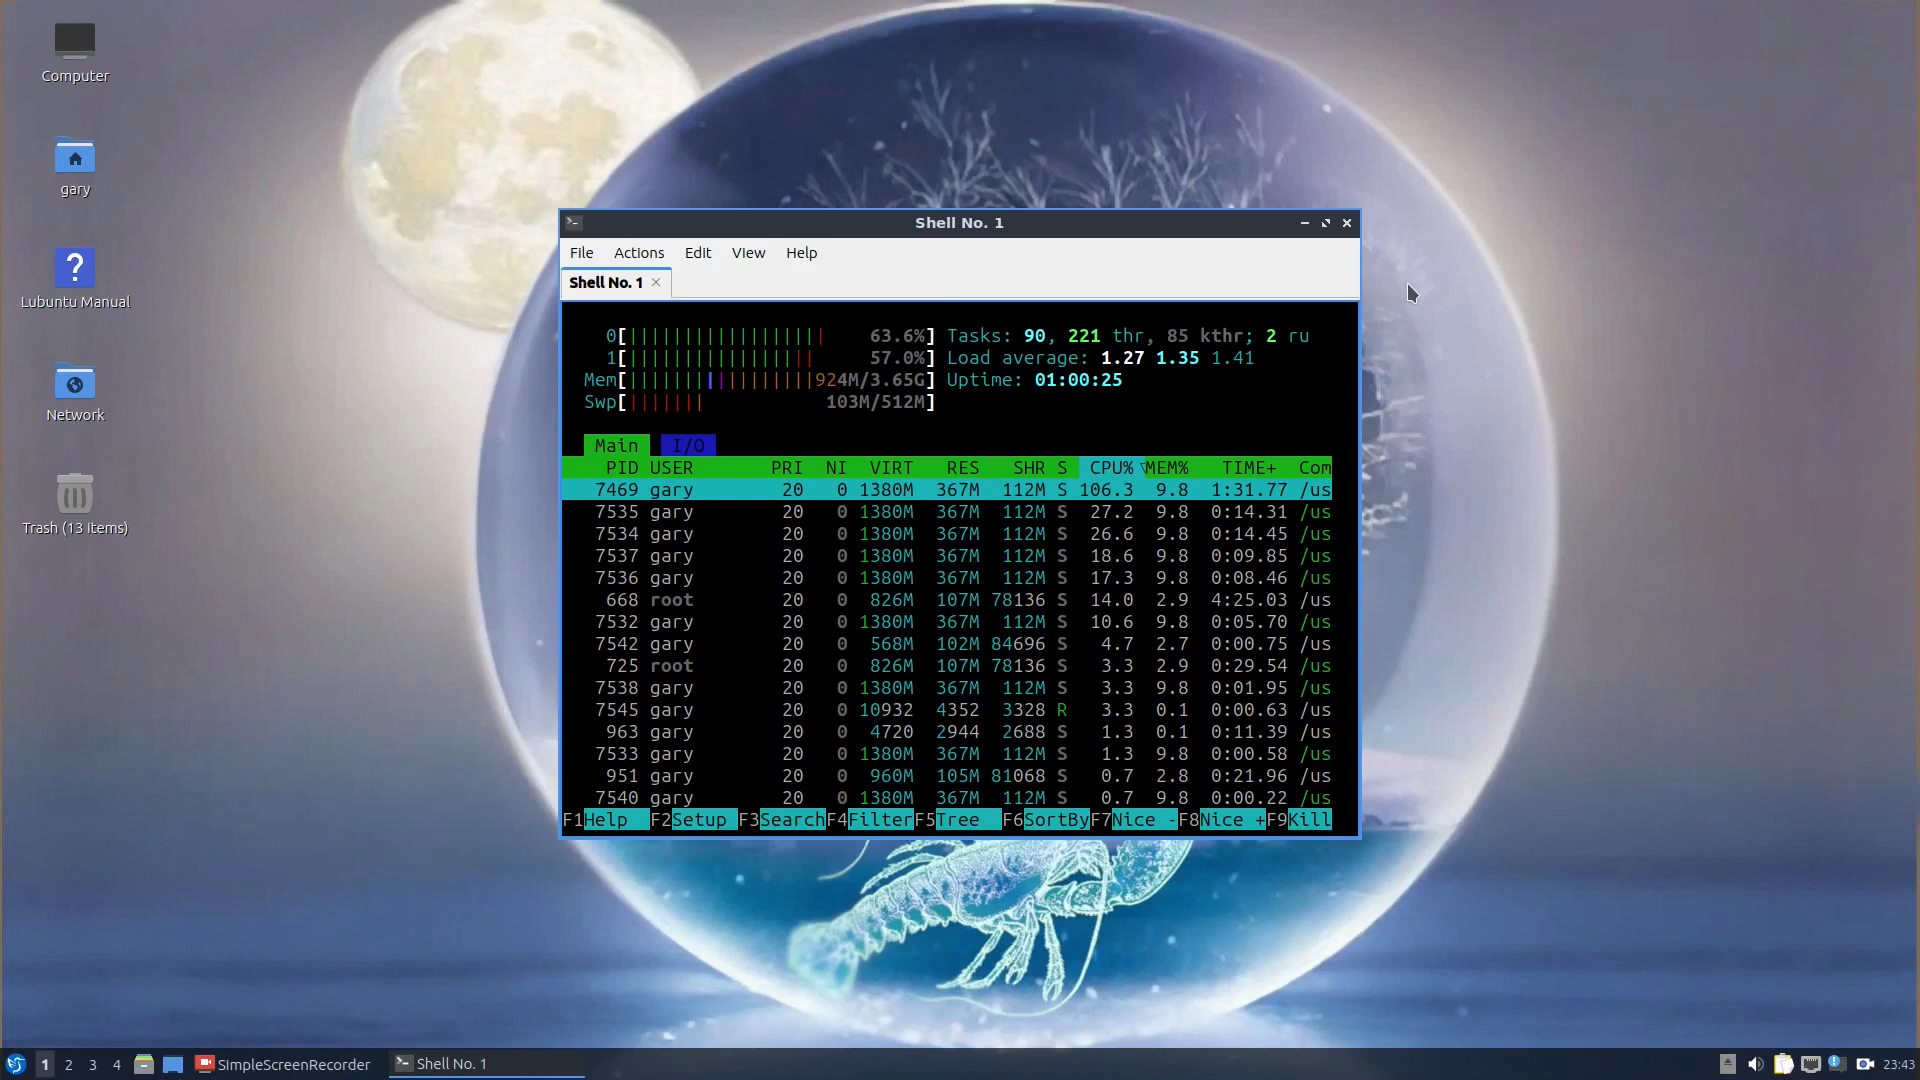 Computer
gary
?
Lubuntu Manual
Network
Trash (13 Items)
Shell No. 1
File Actions Edit View Help
Shell No. 1
0[ 63.6%] Tasks: 90, 221 thr, 85 kthr; 2 ru
1[ 57.0%] Load average: 1.27 1.35 1.41
Mem[ 924M/3.65G] Uptime: 01:00:25
Swp[ 103M/512M]
Main I/O
PID USER PRI NI VIRT RES SHR S CPU%▽MEM% TIME+ Com
7469 gary 20 0 1380M 367M 112M S 106.3 9.8 1:31.77 /us
7535 gary 20 0 1380M 367M 112M S 27.2 9.8 0:14.31 /us
7534 gary 20 0 1380M 367M 112M S 26.6 9.8 0:14.45 /us
7537 gary 20 0 1380M 367M 112M S 18.6 9.8 0:09.85 /us
7536 gary 20 0 1380M 367M 112M S 17.3 9.8 0:08.46 /us
668 root 20 0 826M 107M 78136 S 14.0 2.9 4:25.03 /us
7532 gary 20 0 1380M 367M 112M S 10.6 9.8 0:05.70 /us
7542 gary 20 0 568M 102M 84696 S 4.7 2.7 0:00.75 /us
725 root 20 0 826M 107M 78136 S 3.3 2.9 0:29.54 /us
7538 gary 20 0 1380M 367M 112M S 3.3 9.8 0:01.95 /us
7545 gary 20 0 10932 4352 3328 R 3.3 0.1 0:00.63 /us
963 gary 20 0 4720 2944 2688 S 1.3 0.1 0:11.39 /us
7533 gary 20 0 1380M 367M 112M S 1.3 9.8 0:00.58 /us
951 gary 20 0 960M 105M 81068 S 0.7 2.8 0:21.96 /us
7540 gary 20 0 1380M 367M 112M S 0.7 9.8 0:00.22 /us
F1Help F2Setup F3SearchF4FilterF5Tree F6SortByF7Nice -F8Nice +F9Kill
1 2 3 4 SimpleScreenRecorder Shell No. 1 23:43